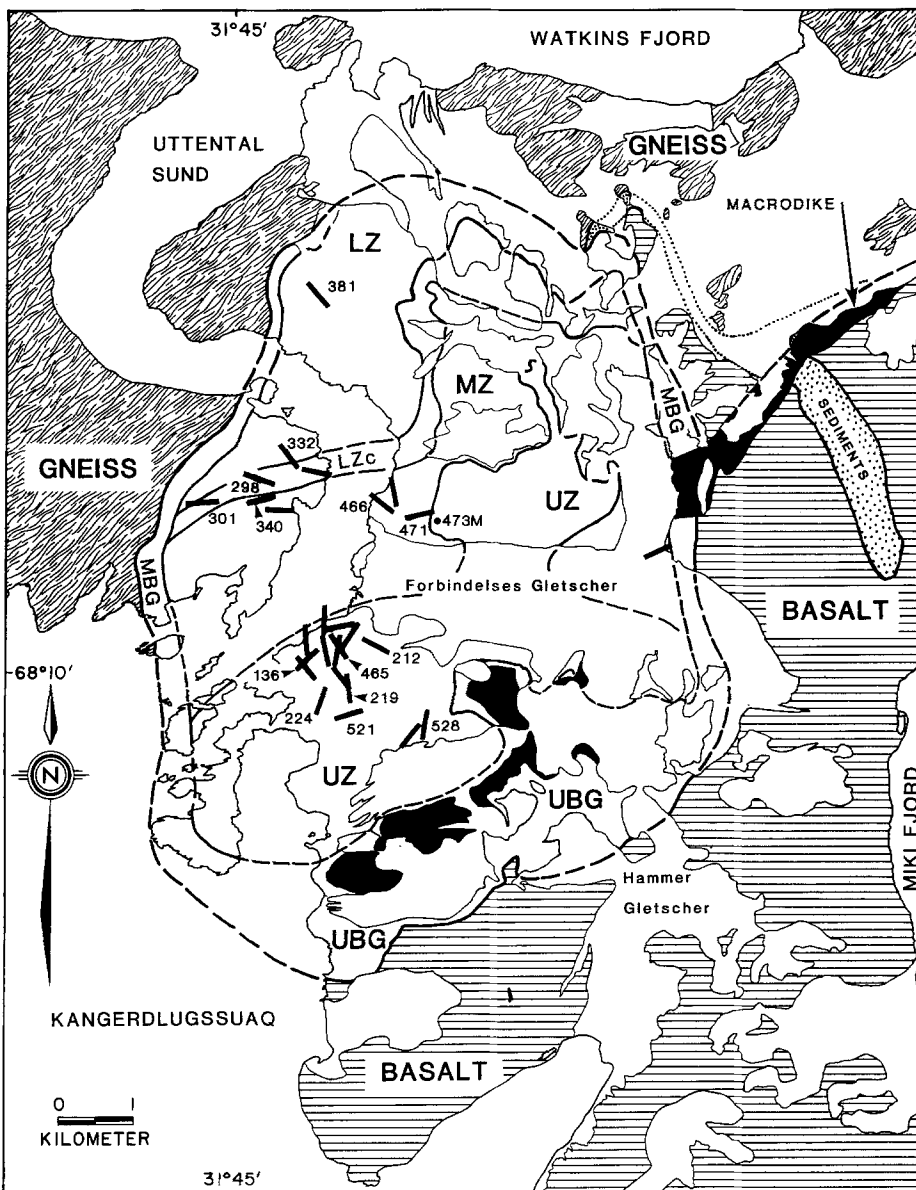 31°45′
WATKINS FJORD
UTTENTAL
SUND
GNEISS
MACRODIKE
LZ
381
MZ
MBG
SEDIMENTS
332
LZc
GNEISS
298
UZ
466
301
340
471
473M
MBG
Forbindelses Gletscher
BASALT
68°10′
212
136
465
219
224
521
528
N
UZ
UBG
MIKI FJORD
Hammer
Gletscher
UBG
KANGERDLUGSSUAQ
BASALT
0 1
KILOMETER
31°45′